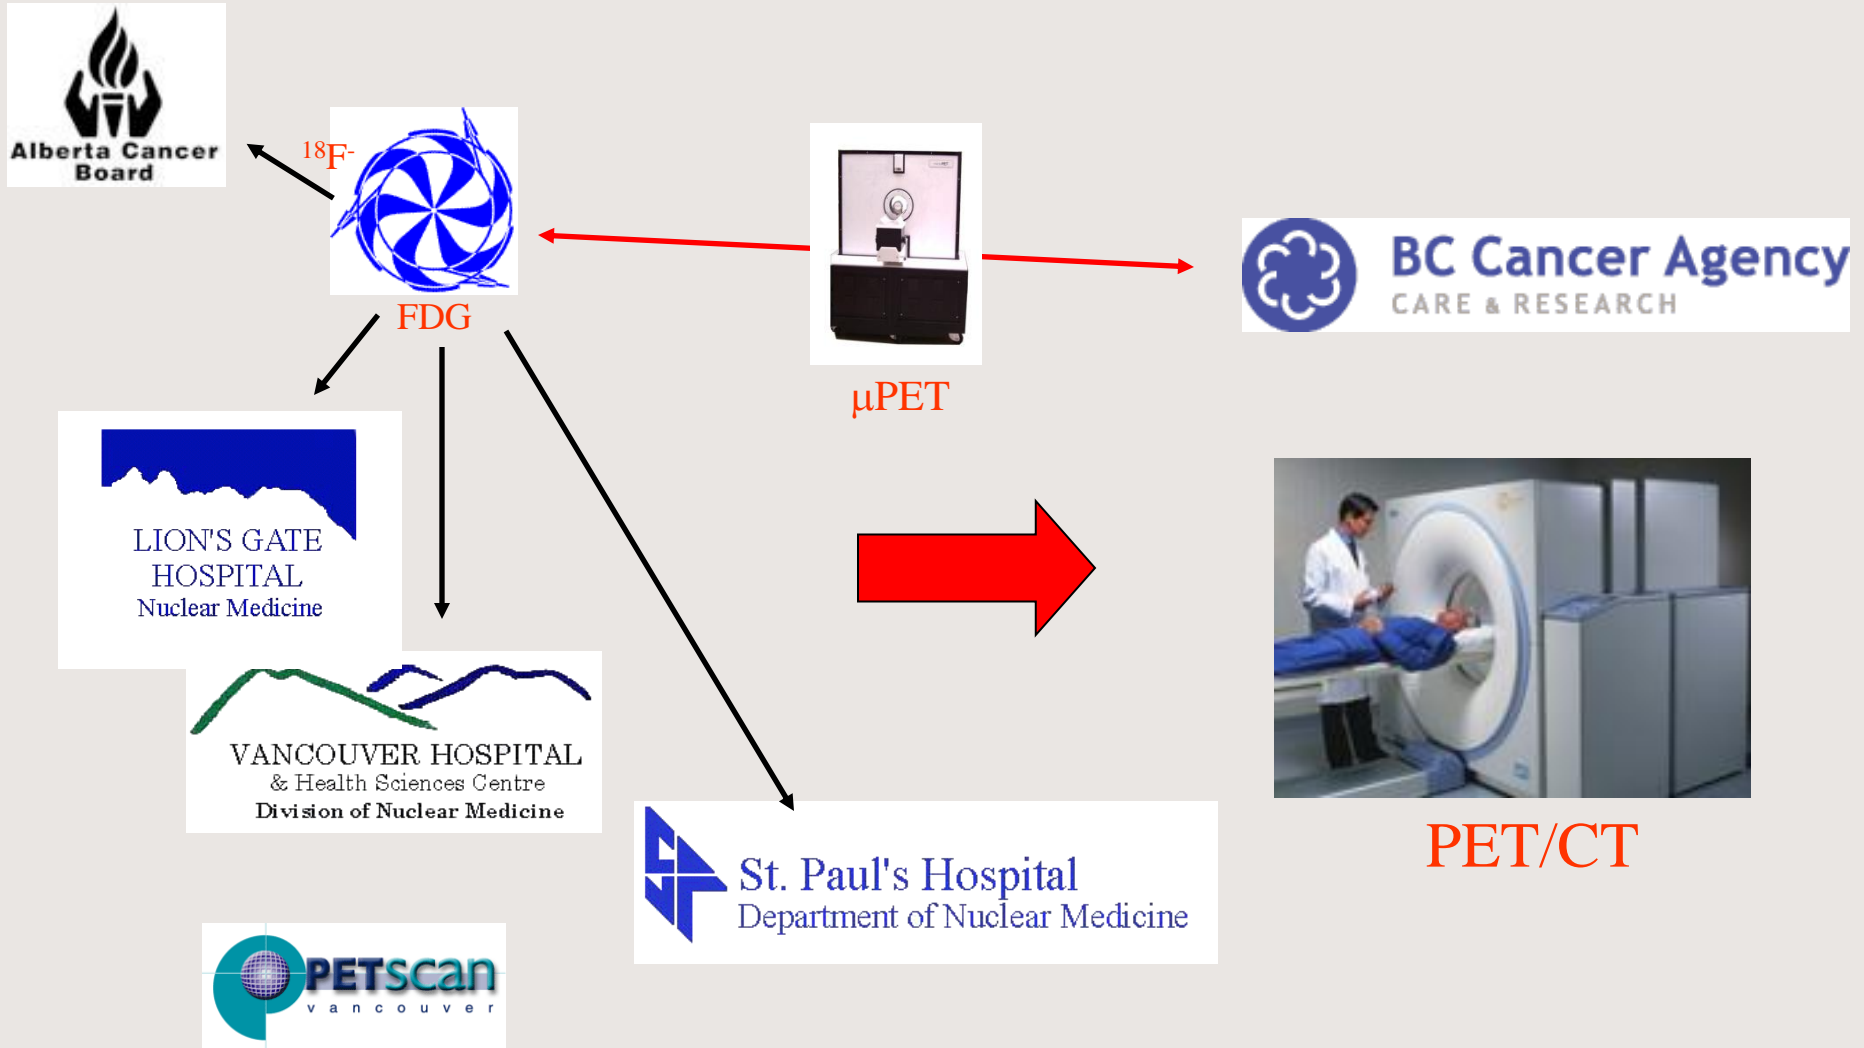 Alberta Cancer
Board
18F-
FDG
μPET
BC Cancer Agency
CARE & RESEARCH
LION'S GATE
HOSPITAL
Nuclear Medicine
VANCOUVER HOSPITAL
& Health Sciences Centre
Division of Nuclear Medicine
St. Paul's Hospital
Department of Nuclear Medicine
PET/CT
PETscan
vancouver